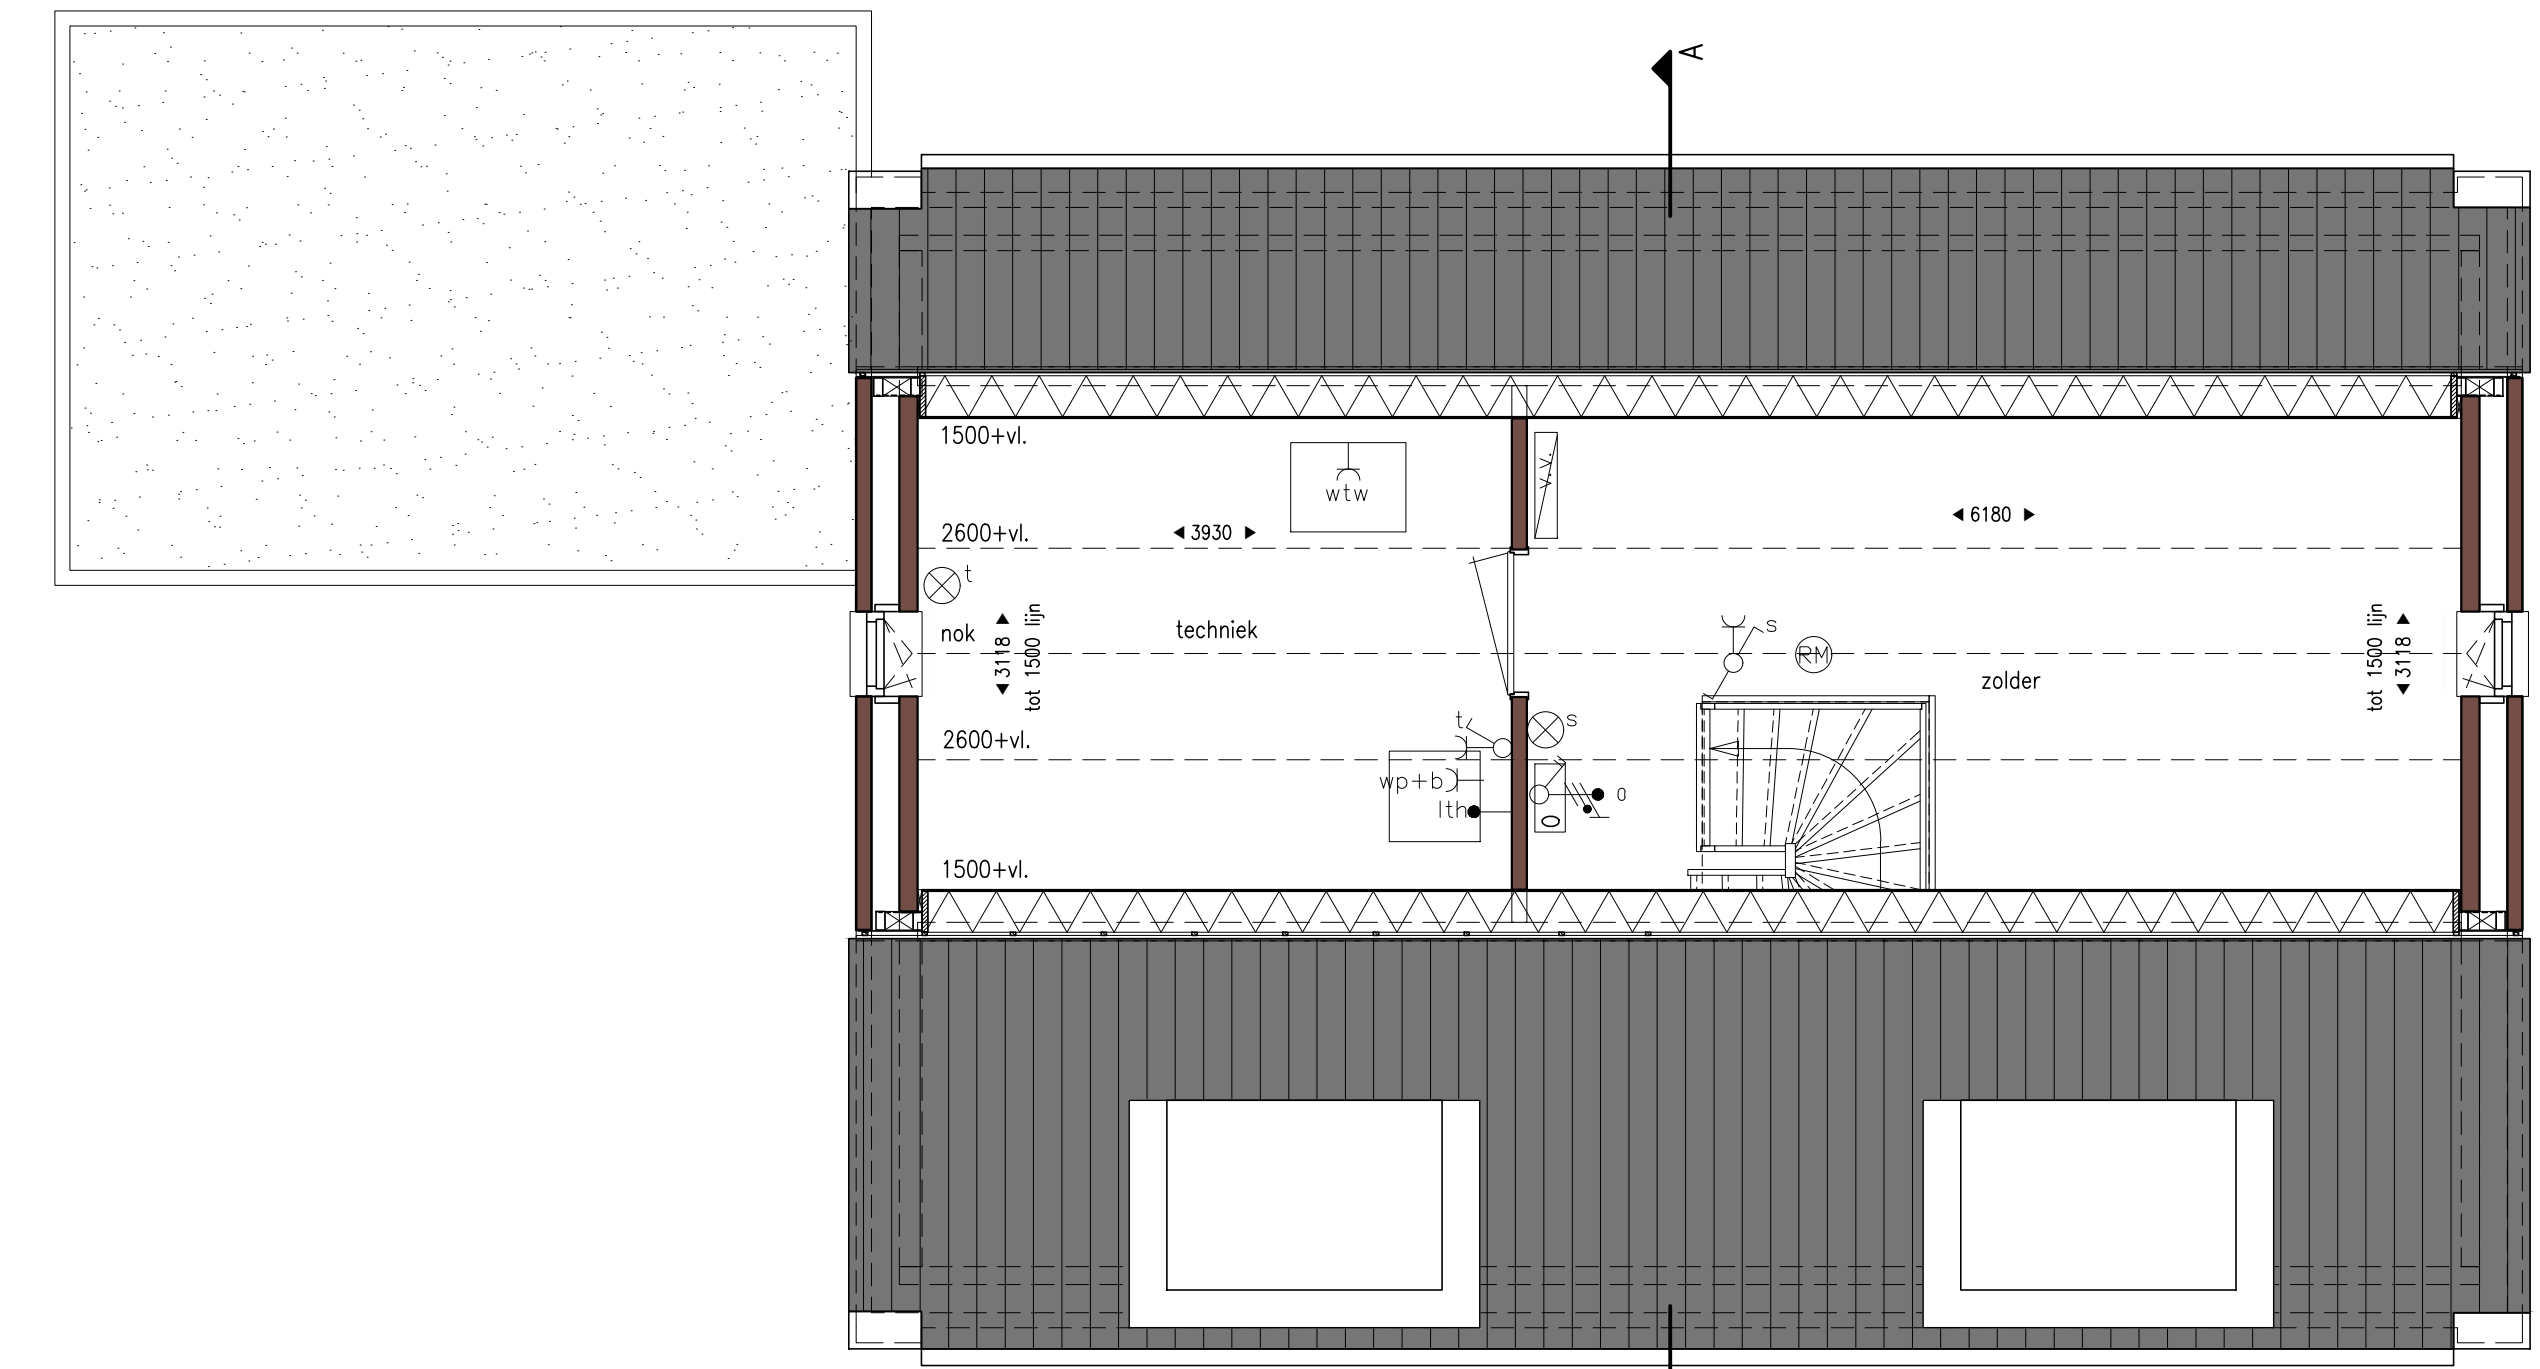 A
1500+vl.
wtw
v.v.
2600+vl.
3930
6180
t
nok
3118
tot 1500 lijn
techniek
s
RM
zolder
tot 1500 lijn
3118
2600+vl.
t
s
wp+b
lth
0
o
1500+vl.